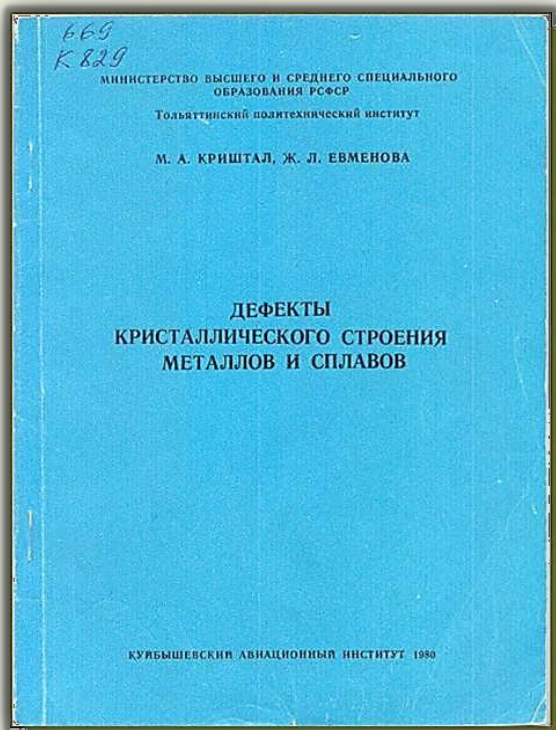 669
К 829
МИНИСТЕРСТВО ВЫСШЕГО И СРЕДНЕГО СПЕЦИАЛЬНОГО
ОБРАЗОВАНИЯ РСФСР
Тольяттинский политехнический институт
М. А. КРИШТАЛ, Ж. Л. ЕВМЕНОВА
ДЕФЕКТЫ
КРИСТАЛЛИЧЕСКОГО СТРОЕНИЯ
МЕТАЛЛОВ И СПЛАВОВ
КУЙБЫШЕВСКИЙ АВИАЦИОННЫЙ ИНСТИТУТ 1980